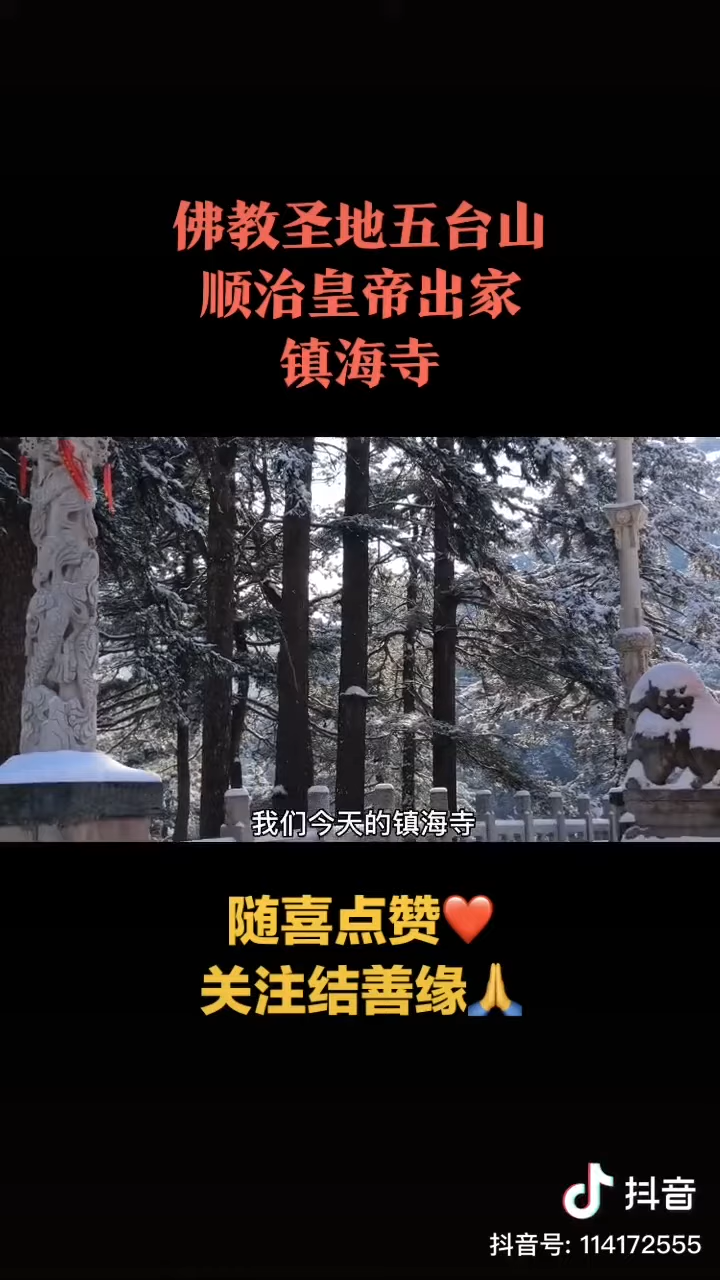 佛教圣地五台山
顺治皇帝出家
镇海寺
我们今天的镇海寺
随喜点赞❤️
关注结善缘🙏
抖音
抖音号: 114172555